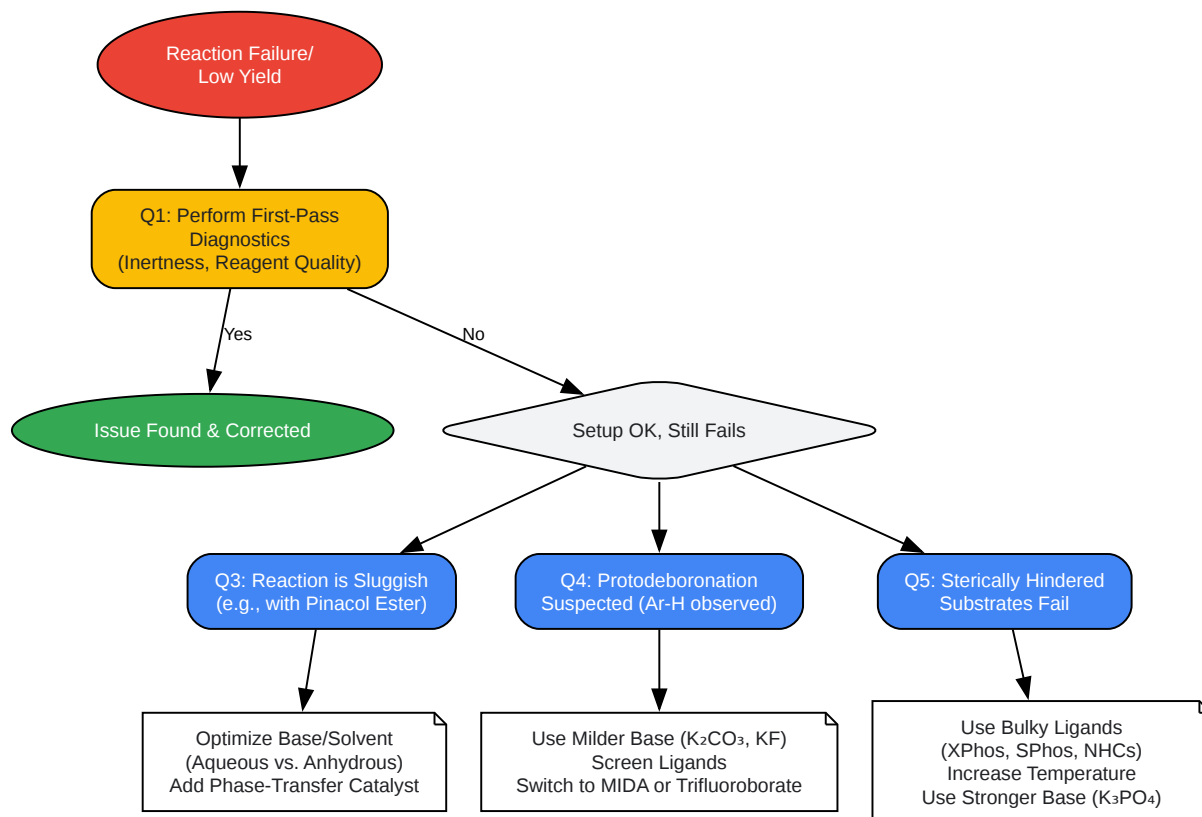 Reaction Failure/
Low Yield
Q1: Perform First-Pass
Diagnostics
(Inertness, Reagent Quality)
Yes
No
Issue Found & Corrected
Setup OK, Still Fails
Q3: Reaction is Sluggish
(e.g., with Pinacol Ester)
Q4: Protodeboronation
Suspected (Ar-H observed)
Q5: Sterically Hindered
Substrates Fail
Optimize Base/Solvent
(Aqueous vs. Anhydrous)
Add Phase-Transfer Catalyst
Use Milder Base (K₂CO₃, KF)
Screen Ligands
Switch to MIDA or Trifluoroborate
Use Bulky Ligands
(XPhos, SPhos, NHCs)
Increase Temperature
Use Stronger Base (K₃PO₄)